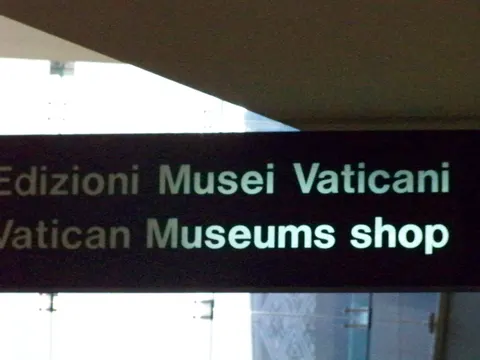 Edizioni Musei Vaticani
Vatican Museums shop